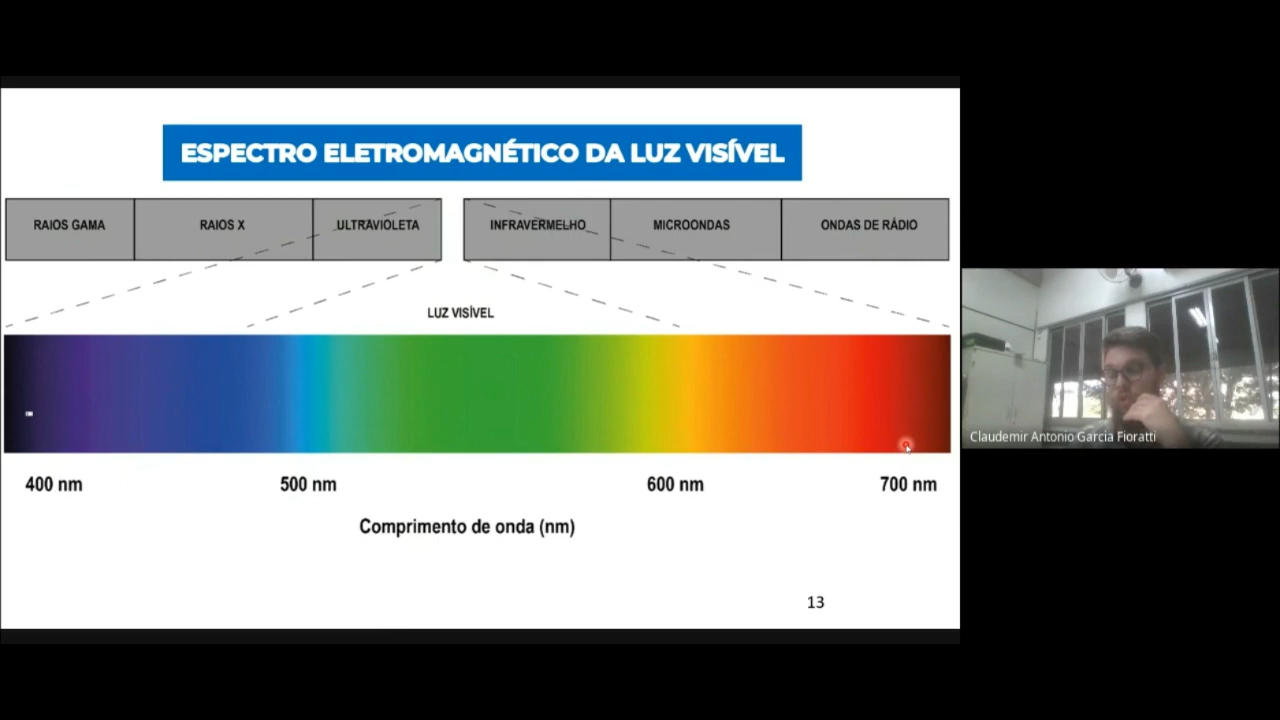 ESPECTRO ELETROMAGNÉTICO DA LUZ VISÍVEL
RAIOS GAMA RAIOS X ULTRAVIOLETA INFRAVERMELHO MICROONDAS ONDAS DE RÁDIO
LUZ VISÍVEL
400 nm 500 nm 600 nm 700 nm
Comprimento de onda (nm)
13
Claudemir Antonio Garcia Fioratti